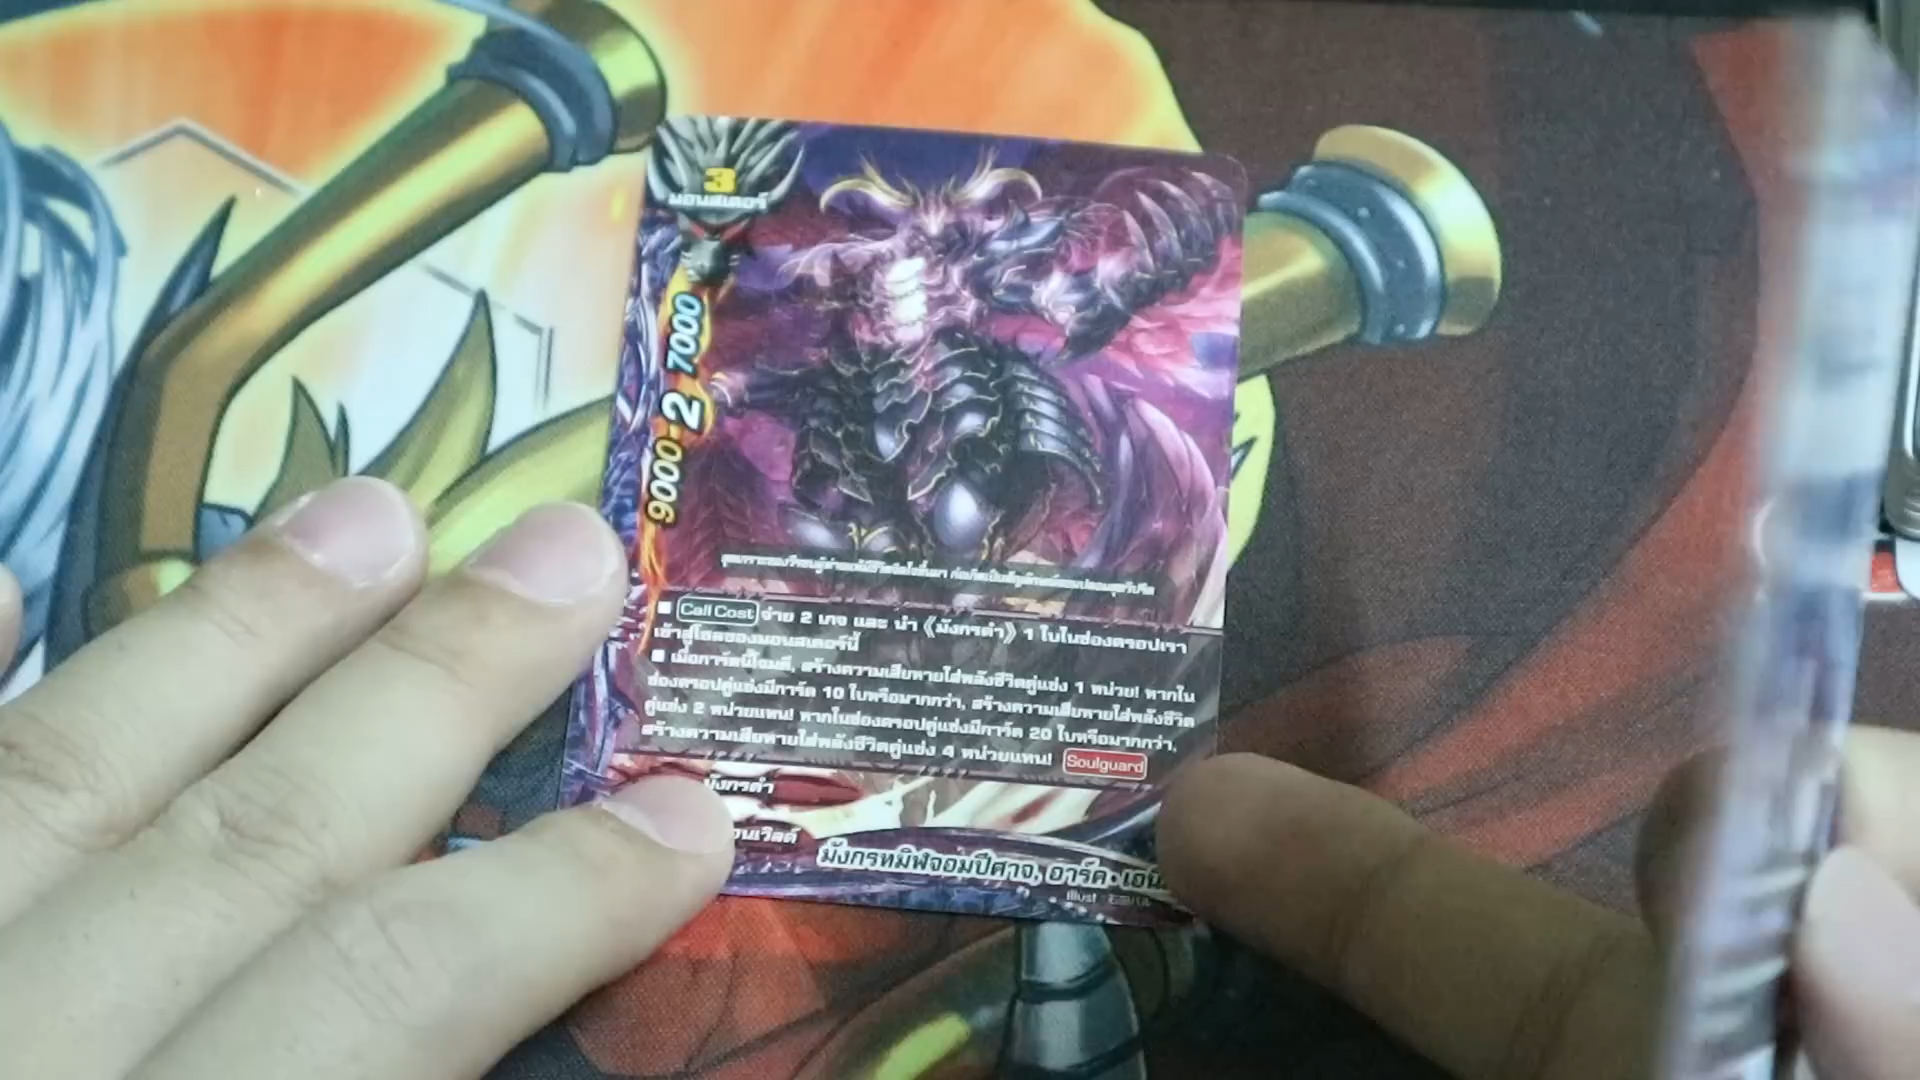 3
มอนสเตอร์
7000
2
9000
■ Call Cost จ่าย 2 เกจ และ นำ 《มังกรดำ》 1 ใบในช่องดรอปเรา
เข้าสู่โซลของมอนสเตอร์นี้
■ เมื่อการ์ดนี้โจมตี, สร้างความเสียหายใส่พลังชีวิตคู่แข่ง 1 หน่วย! หากใน
ช่องดรอปคู่แข่งมีการ์ด 10 ใบหรือมากกว่า, สร้างความเสียหายใส่พลังชีวิต
คู่แข่ง 2 หน่วยแทน! หากในช่องดรอปคู่แข่งมีการ์ด 20 ใบหรือมากกว่า,
สร้างความเสียหายใส่พลังชีวิตคู่แข่ง 4 หน่วยแทน! Soulguard
มังกรดำ
อนเวิลด์
มังกรทมิฬจอมปีศาจ, อาร์ค・เอน
Illust